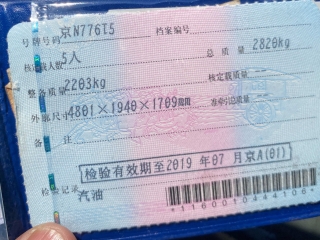 号牌号码 京N776T5 档案编号
核定载人数 5人 总质量 2820kg
整备质量 2203kg 核定载质量
外廓尺寸 4801×1940×1709mm 准牵引总质量
备注
检验有效期至2019年07月京A(01)
检验记录 汽油
*1160010444106*